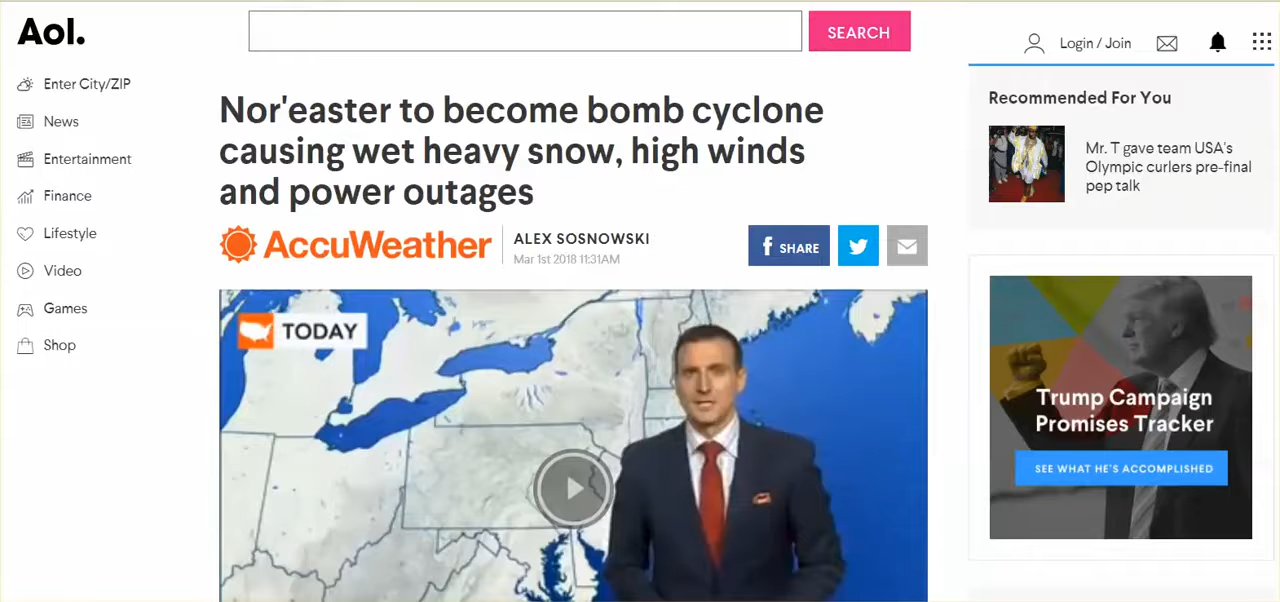 Aol.
SEARCH
Login / Join
Enter City/ZIP
News
Entertainment
Finance
Lifestyle
Video
Games
Shop
Nor'easter to become bomb cyclone
causing wet heavy snow, high winds
and power outages
AccuWeather
ALEX SOSNOWSKI
Mar 1st 2018 11:31AM
f SHARE
TODAY
Recommended For You
Mr. T gave team USA's
Olympic curlers pre-final
pep talk
Trump Campaign
Promises Tracker
SEE WHAT HE'S ACCOMPLISHED